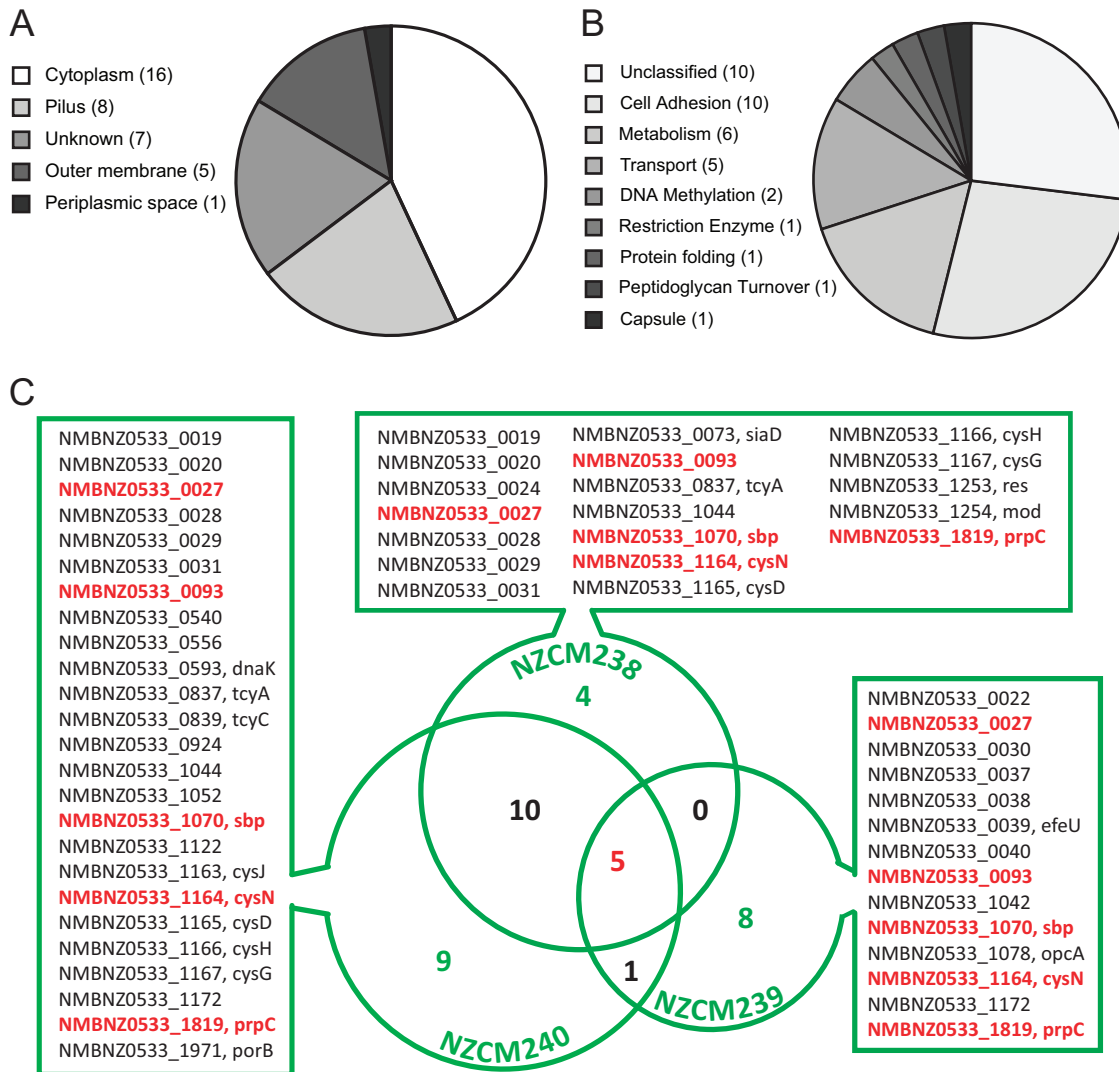 A
Cytoplasm (16)
Pilus (8)
Unknown (7)
Outer membrane (5)
Periplasmic space (1)
B
Unclassified (10)
Cell Adhesion (10)
Metabolism (6)
Transport (5)
DNA Methylation (2)
Restriction Enzyme (1)
Protein folding (1)
Peptidoglycan Turnover (1)
Capsule (1)
C
NMBNZ0533_0019
NMBNZ0533_0020
NMBNZ0533_0027
NMBNZ0533_0028
NMBNZ0533_0029
NMBNZ0533_0031
NMBNZ0533_0093
NMBNZ0533_0540
NMBNZ0533_0556
NMBNZ0533_0593, dnaK
NMBNZ0533_0837, tcyA
NMBNZ0533_0839, tcyC
NMBNZ0533_0924
NMBNZ0533_1044
NMBNZ0533_1052
NMBNZ0533_1070, sbp
NMBNZ0533_1122
NMBNZ0533_1163, cysJ
NMBNZ0533_1164, cysN
NMBNZ0533_1165, cysD
NMBNZ0533_1166, cysH
NMBNZ0533_1167, cysG
NMBNZ0533_1172
NMBNZ0533_1819, prpC
NMBNZ0533_1971, porB
NMBNZ0533_0019
NMBNZ0533_0020
NMBNZ0533_0024
NMBNZ0533_0027
NMBNZ0533_0028
NMBNZ0533_0029
NMBNZ0533_0031
NMBNZ0533_0073, siaD
NMBNZ0533_0093
NMBNZ0533_0837, tcyA
NMBNZ0533_1044
NMBNZ0533_1070, sbp
NMBNZ0533_1164, cysN
NMBNZ0533_1165, cysD
NMBNZ0533_1166, cysH
NMBNZ0533_1167, cysG
NMBNZ0533_1253, res
NMBNZ0533_1254, mod
NMBNZ0533_1819, prpC
NZCM238
4
10
0
5
8
9
1
NZCM239
NZCM240
NMBNZ0533_0022
NMBNZ0533_0027
NMBNZ0533_0030
NMBNZ0533_0037
NMBNZ0533_0038
NMBNZ0533_0039, efeU
NMBNZ0533_0040
NMBNZ0533_0093
NMBNZ0533_1042
NMBNZ0533_1070, sbp
NMBNZ0533_1078, opcA
NMBNZ0533_1164, cysN
NMBNZ0533_1172
NMBNZ0533_1819, prpC